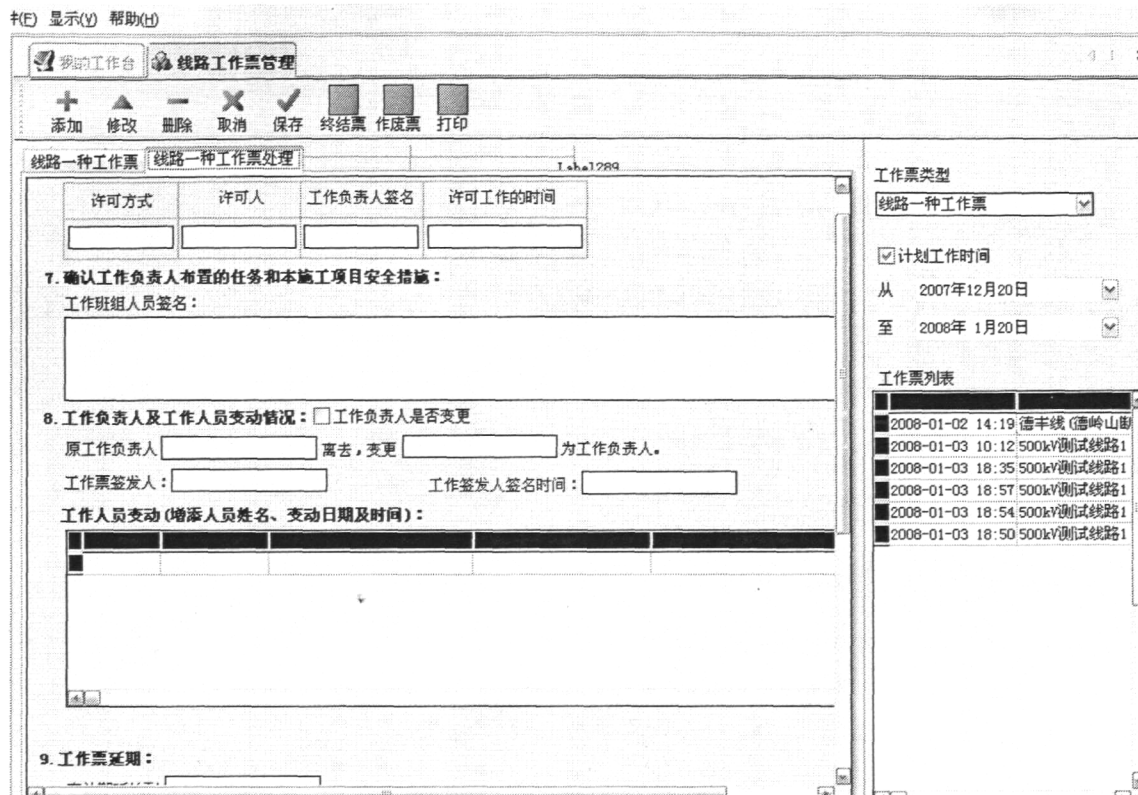 (F) 显示(V) 帮助(H)
我的工作台 线路工作票管理
添加 修改 删除 取消 保存 终结票 作废票 打印
线路一种工作票 线路一种工作票处理
Label289
许可方式 许可人 工作负责人签名 许可工作的时间
7.确认工作负责人布置的任务和本施工项目安全措施：
工作班组人员签名：
8.工作负责人及工作人员变动情况：工作负责人是否变更
原工作负责人 离去，变更 为工作负责人。
工作票签发人： 工作签发人签名时间：
工作人员变动(增添人员姓名、变动日期及时间)：
9.工作票延期：
工作票类型
线路一种工作票
计划工作时间
从 2007年12月20日
至 2008年 1月20日
工作票列表
2008-01-02 14:19 德丰线(德岭山
2008-01-03 10:12 500kV测试线路1
2008-01-03 18:35 500kV测试线路1
2008-01-03 18:57 500kV测试线路1
2008-01-03 18:54 500kV测试线路1
2008-01-03 18:50 500kV测试线路1